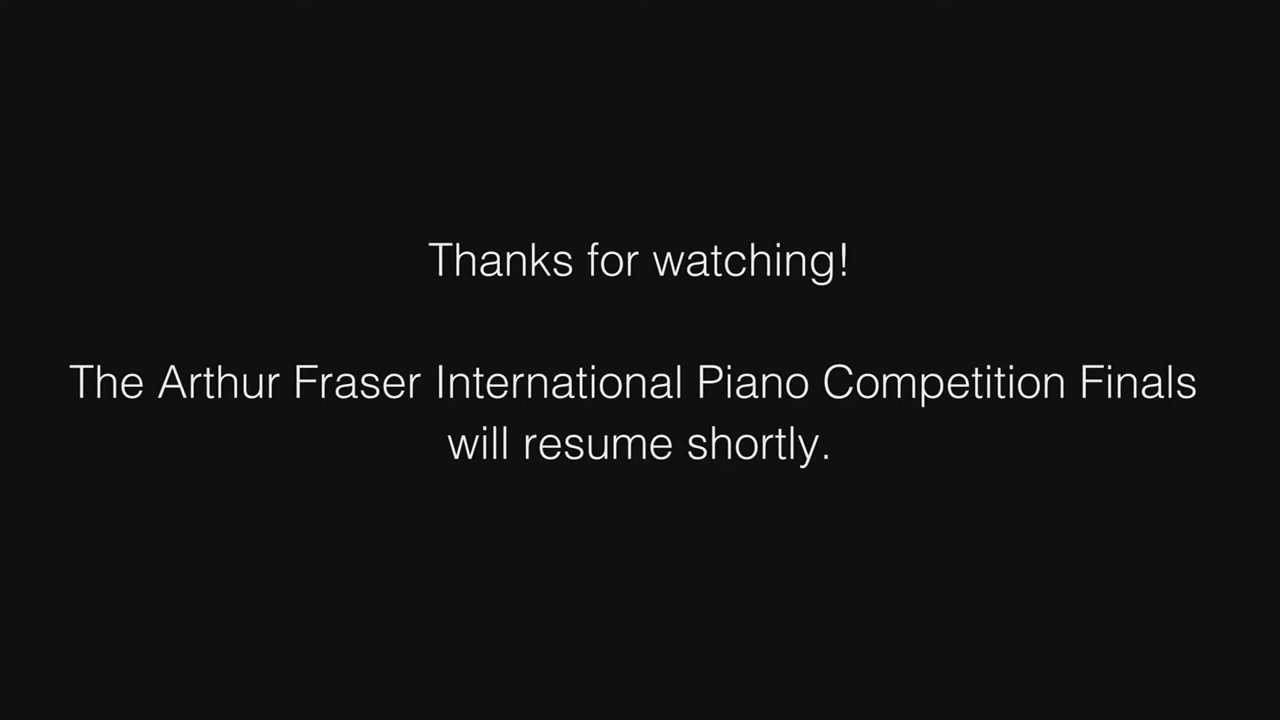 Thanks for watching!
The Arthur Fraser International Piano Competition Finals
will resume shortly.